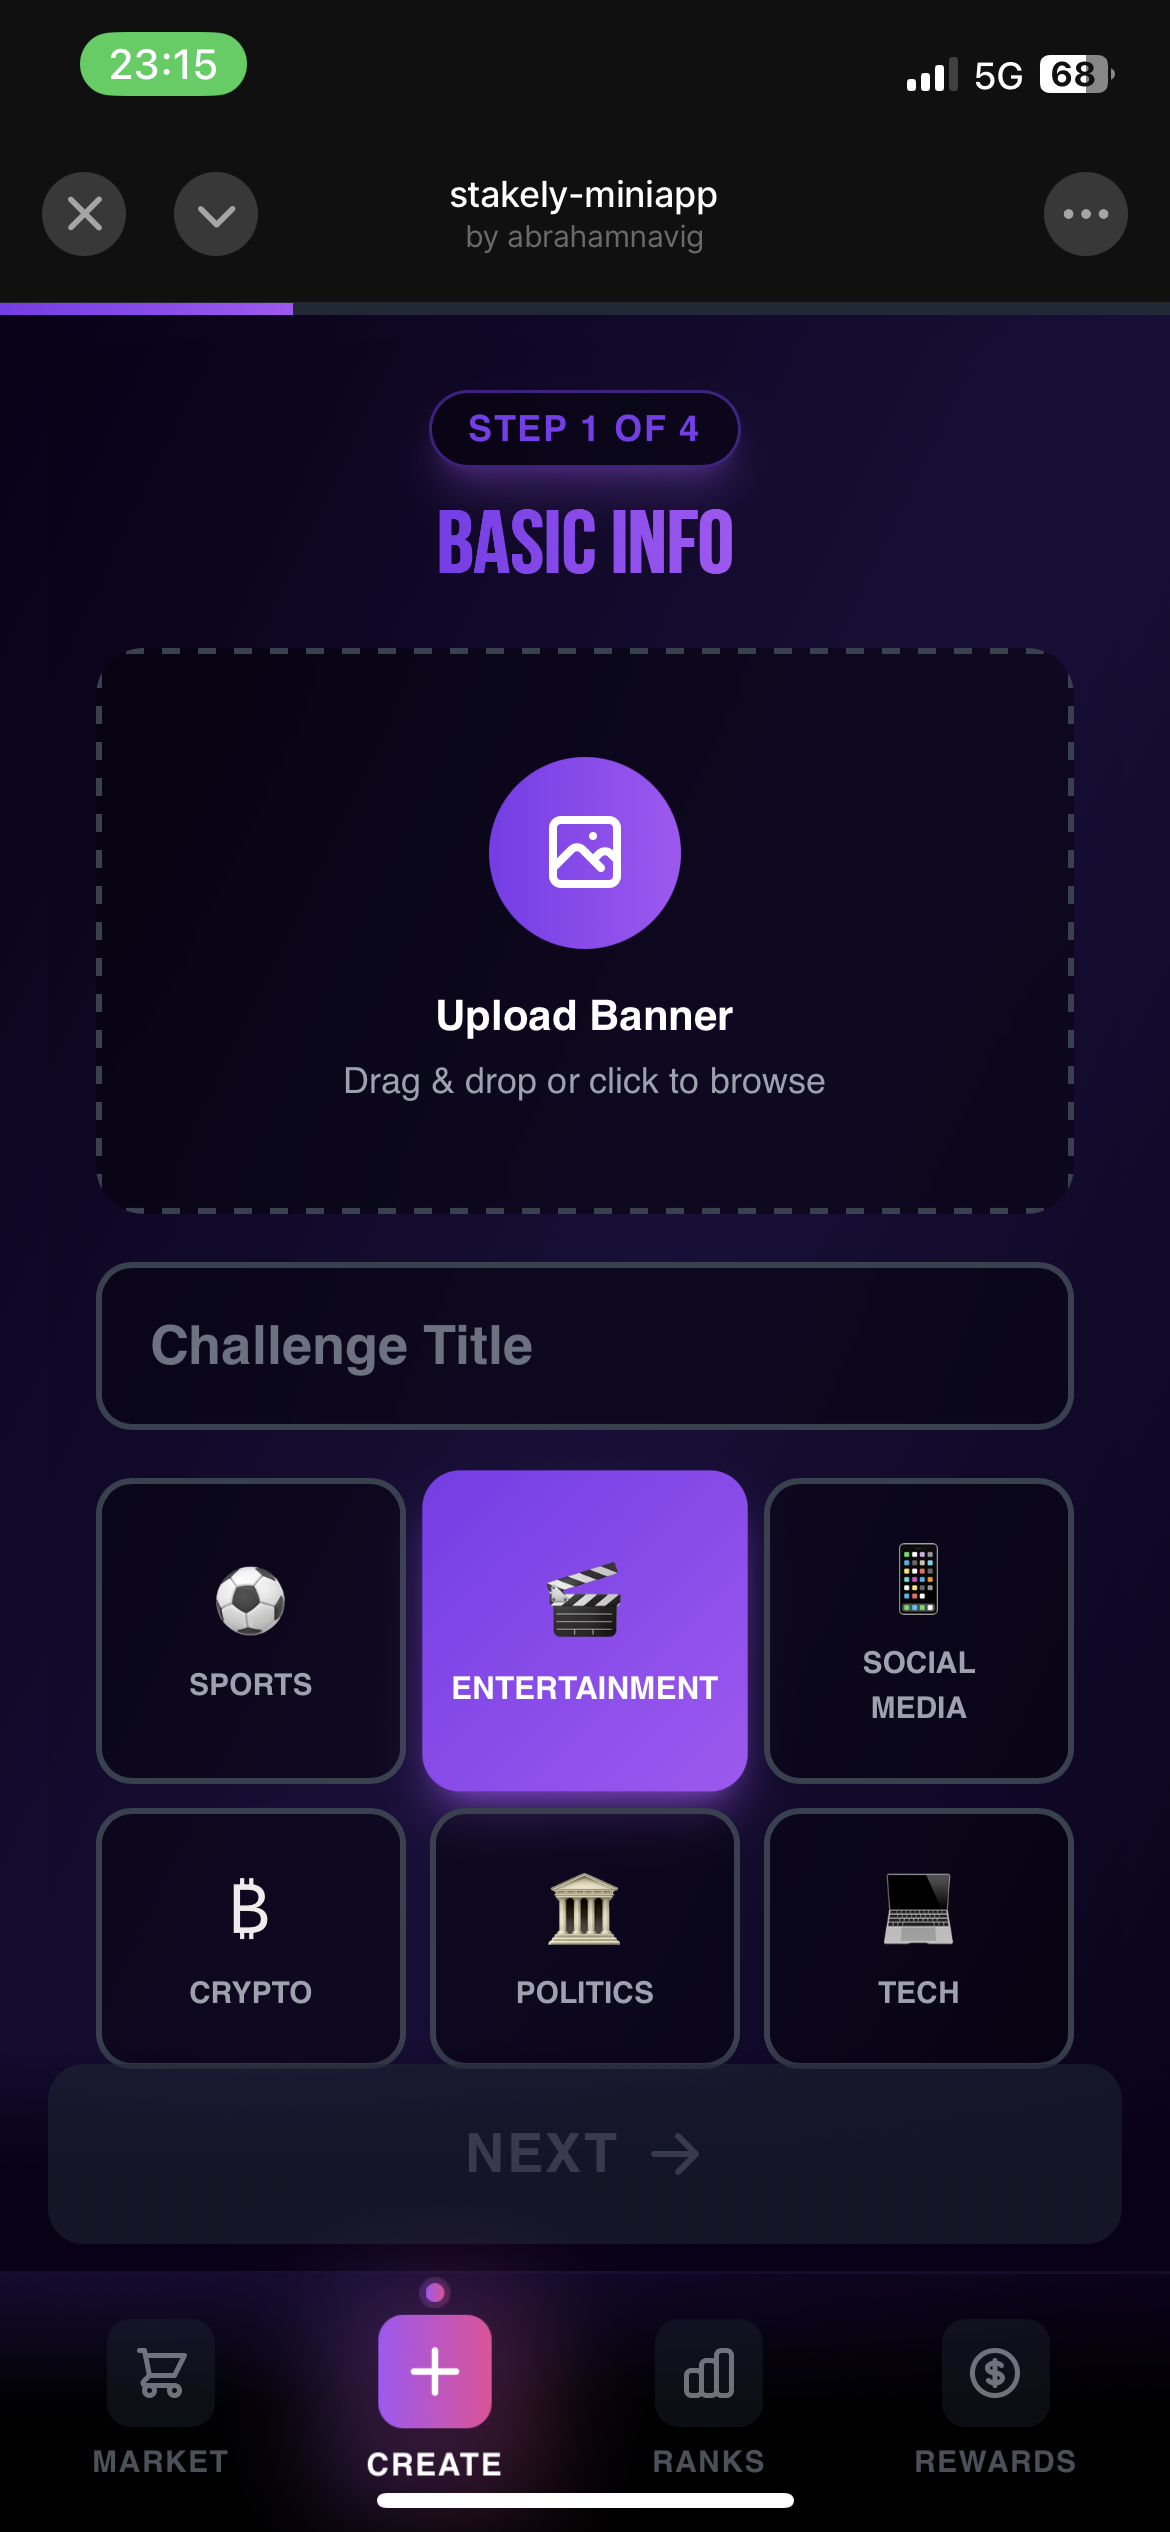 23:15
5G 68
stakely-miniapp
by abrahamnavig
STEP 1 OF 4
BASIC INFO
Upload Banner
Drag & drop or click to browse
Challenge Title
SPORTS
ENTERTAINMENT
SOCIAL
MEDIA
CRYPTO
POLITICS
TECH
NEXT →
MARKET
CREATE
RANKS
REWARDS